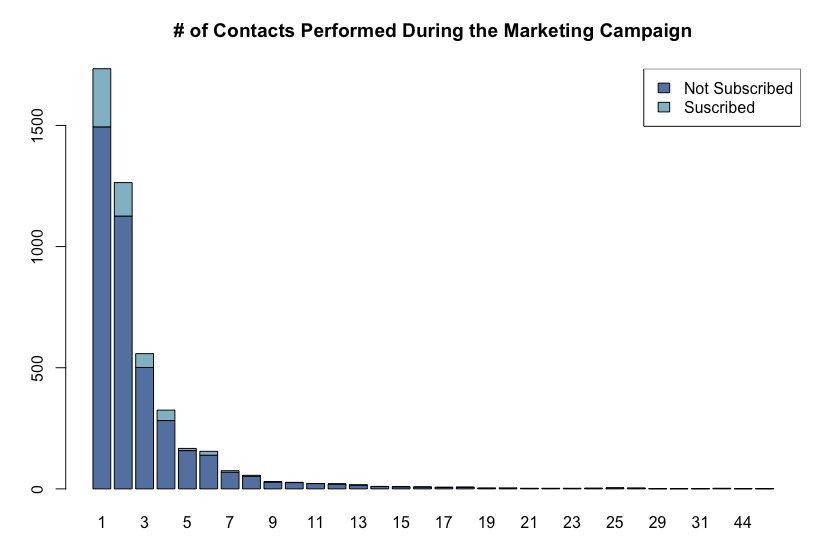 # of Contacts Performed During the Marketing Campaign
Not Subscribed
Suscribed
1500
1000
500
0
1 3 5 7 9 11 13 15 17 19 21 23 25 29 31 44